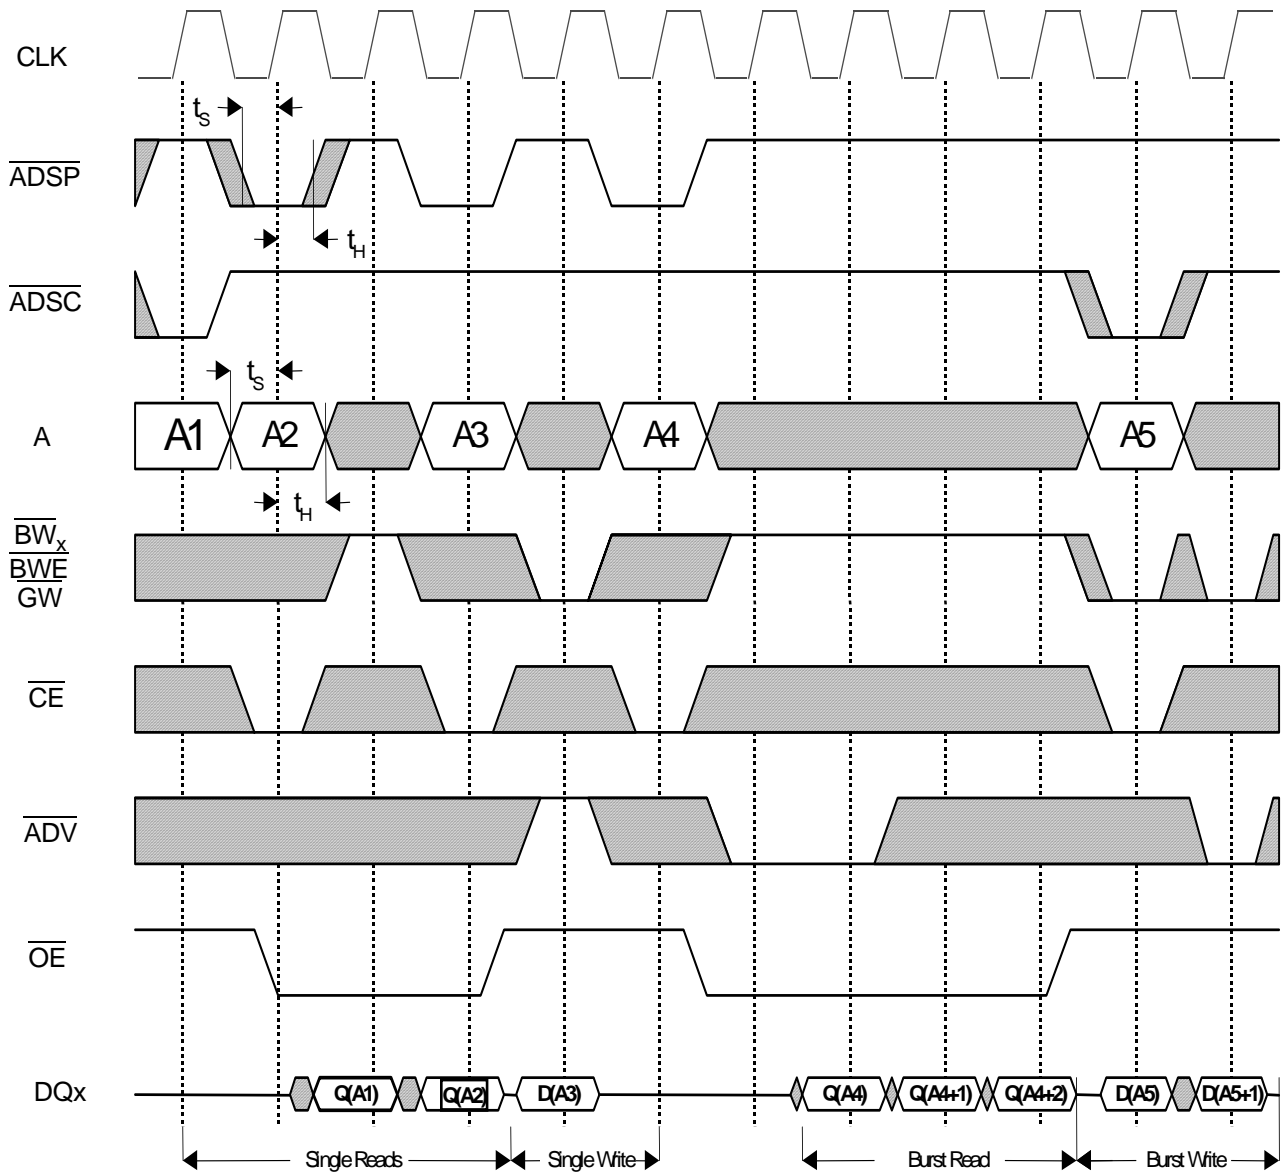 CLK
tS
ADSP
tH
ADSC
tS
A A1 A2 A3 A4 A5
tH
BWx
BWE
GW
CE
ADV
OE
DQx Q(A1) Q(A2) D(A3) Q(A4) Q(A4+1) Q(A4+2) D(A5) D(A5+1)
Single Reads Single Write Burst Read Burst Write